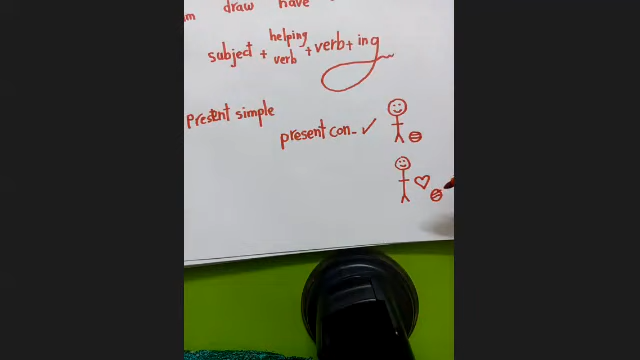 draw have
subject + helping verb + verb + ing
Present simple
present con- ✓